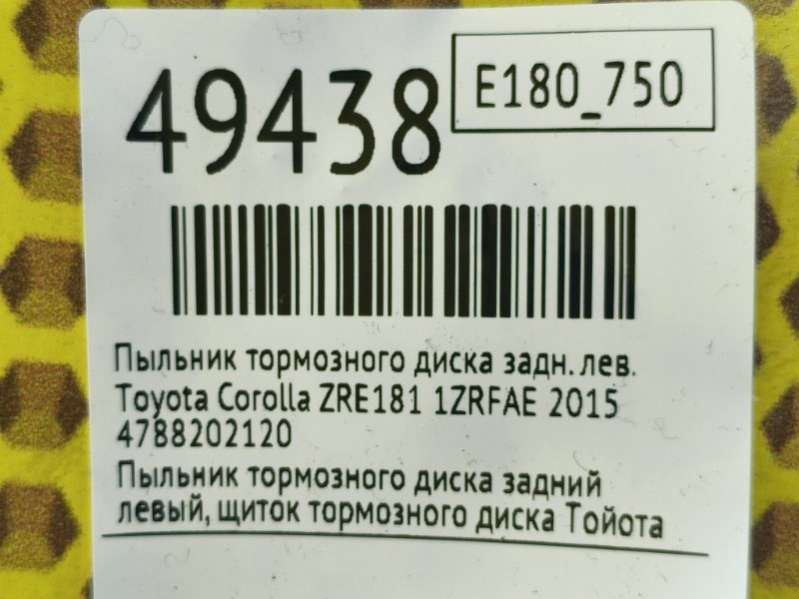 49438
E180_750
Пыльник тормозного диска задн. лев.
Toyota Corolla ZRE181 1ZRFAE 2015
4788202120
Пыльник тормозного диска задний
левый, щиток тормозного диска Тойота